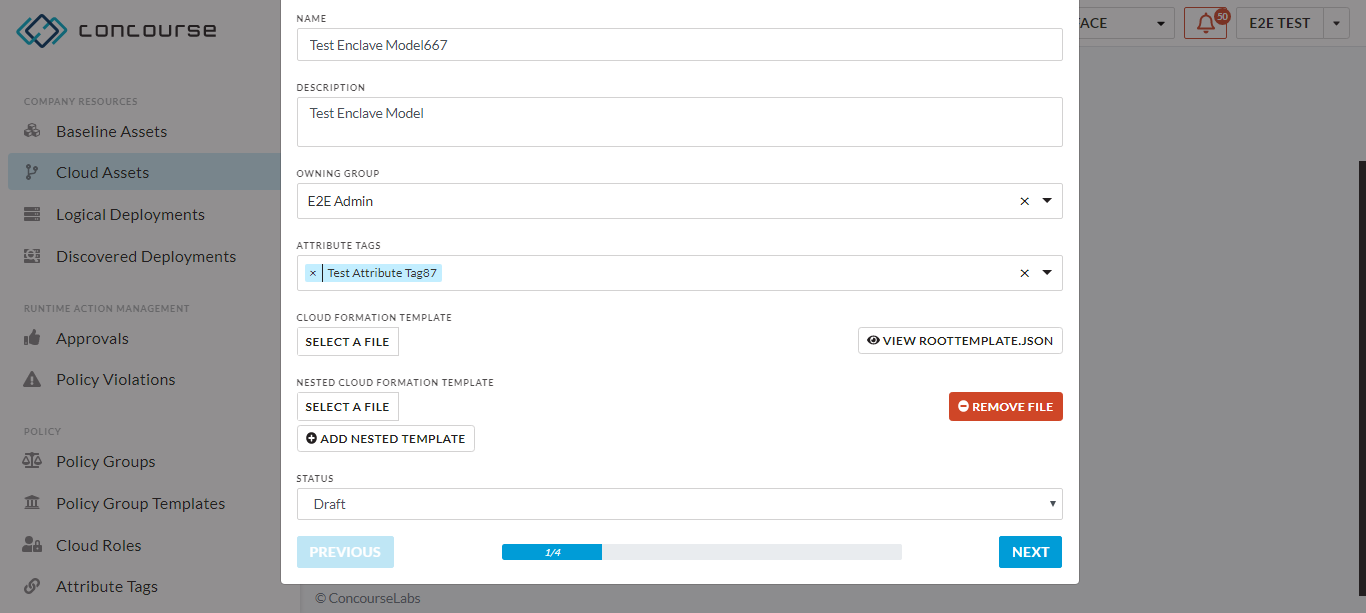 concourse
FACE
50
E2E TEST
COMPANY RESOURCES
Baseline Assets
Cloud Assets
Logical Deployments
Discovered Deployments
RUNTIME ACTION MANAGEMENT
Approvals
Policy Violations
POLICY
Policy Groups
Policy Group Templates
Cloud Roles
Attribute Tags
NAME
Test Enclave Model667
DESCRIPTION
Test Enclave Model
OWNING GROUP
E2E Admin
ATTRIBUTE TAGS
× Test Attribute Tag87
CLOUD FORMATION TEMPLATE
SELECT A FILE
VIEW ROOTTEMPLATE.JSON
NESTED CLOUD FORMATION TEMPLATE
SELECT A FILE
REMOVE FILE
ADD NESTED TEMPLATE
STATUS
Draft
PREVIOUS
1/4
NEXT
© ConcourseLabs